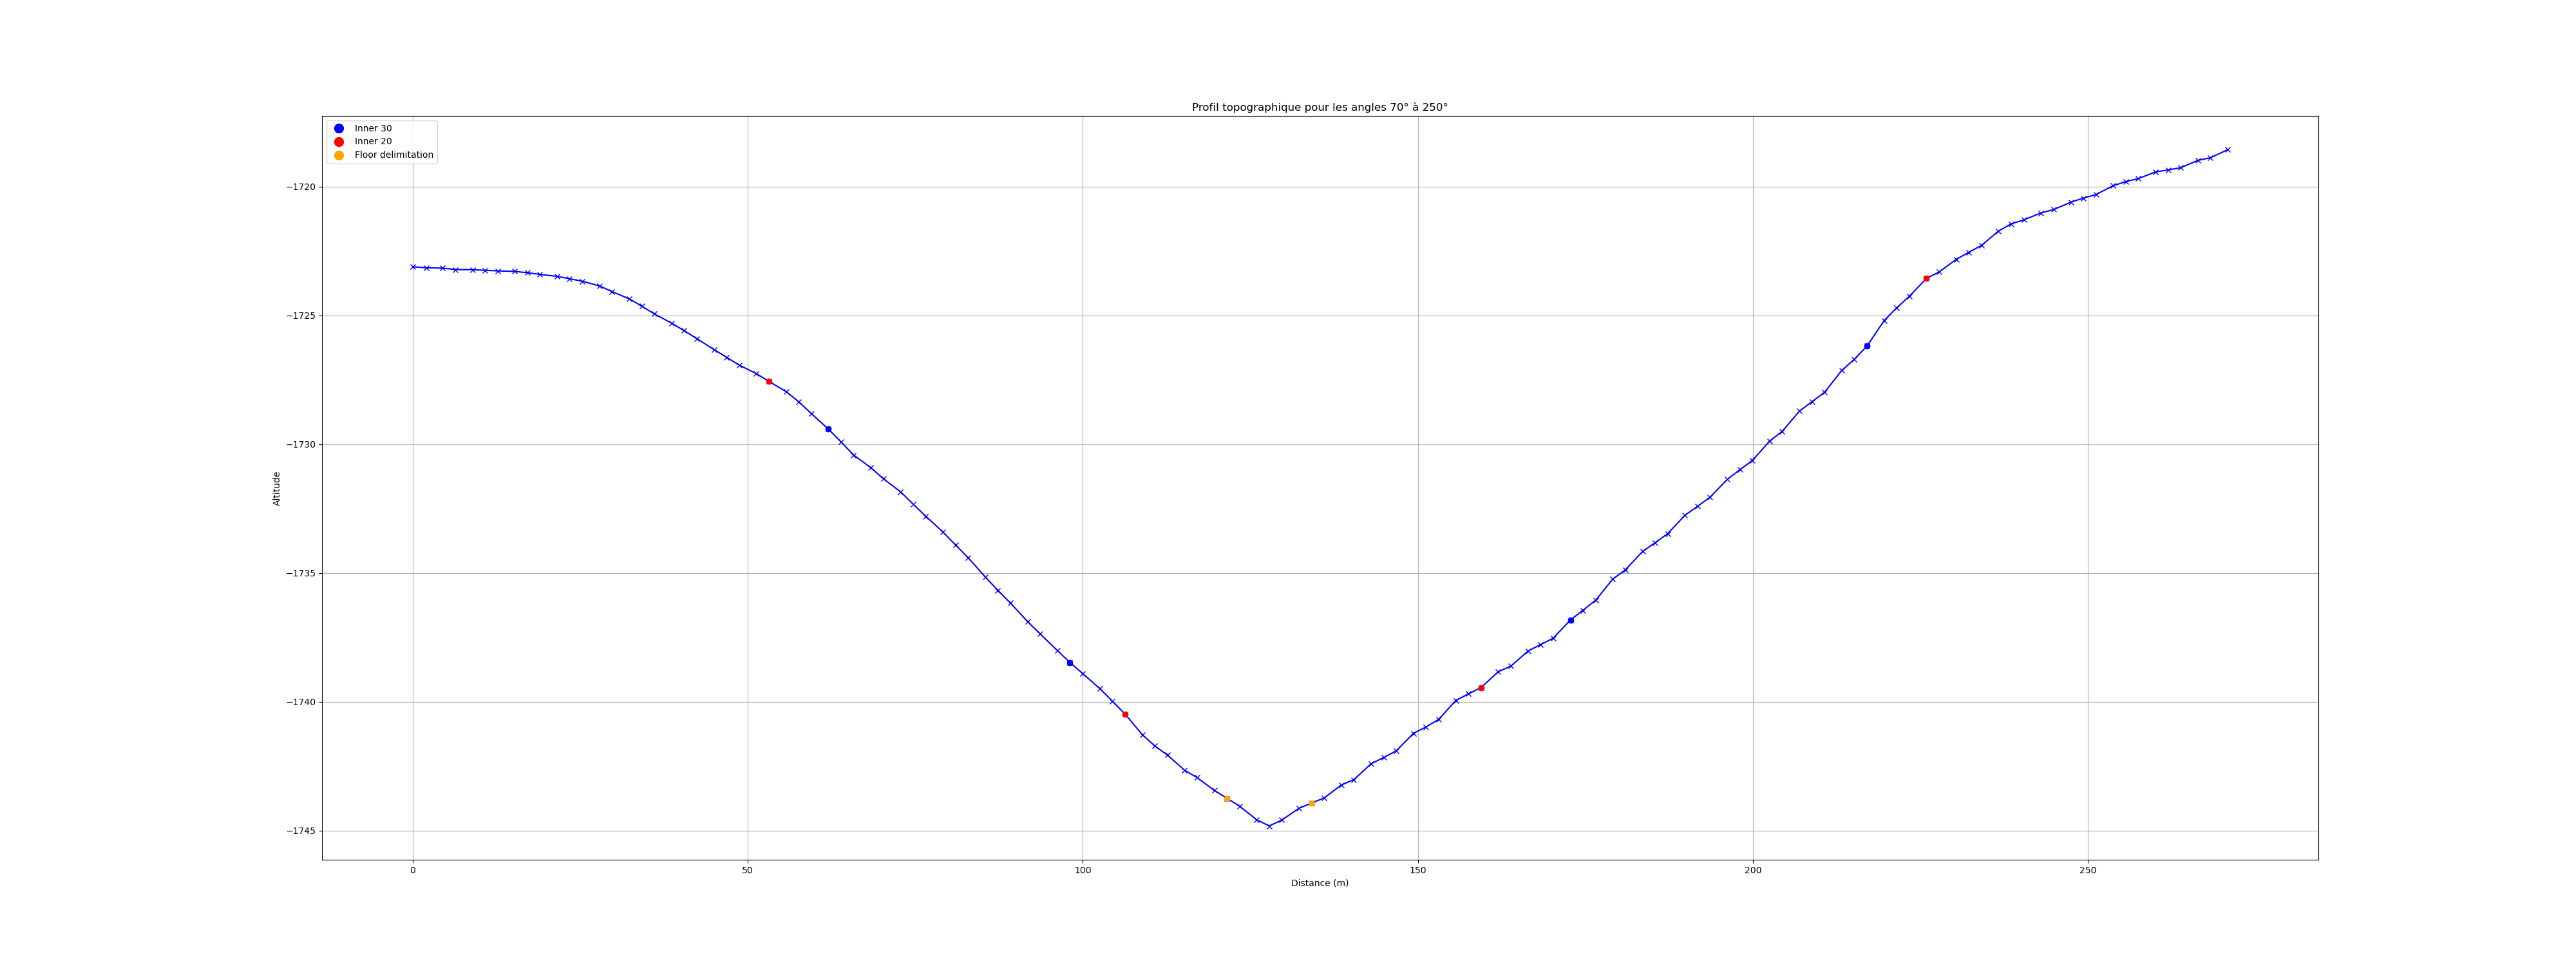 Profil topographique pour les angles 70° à 250°
Inner 30
Inner 20
Floor delimitation
−1720
−1725
−1730
−1735
−1740
−1745
Altitude
0 50 100 150 200 250
Distance (m)